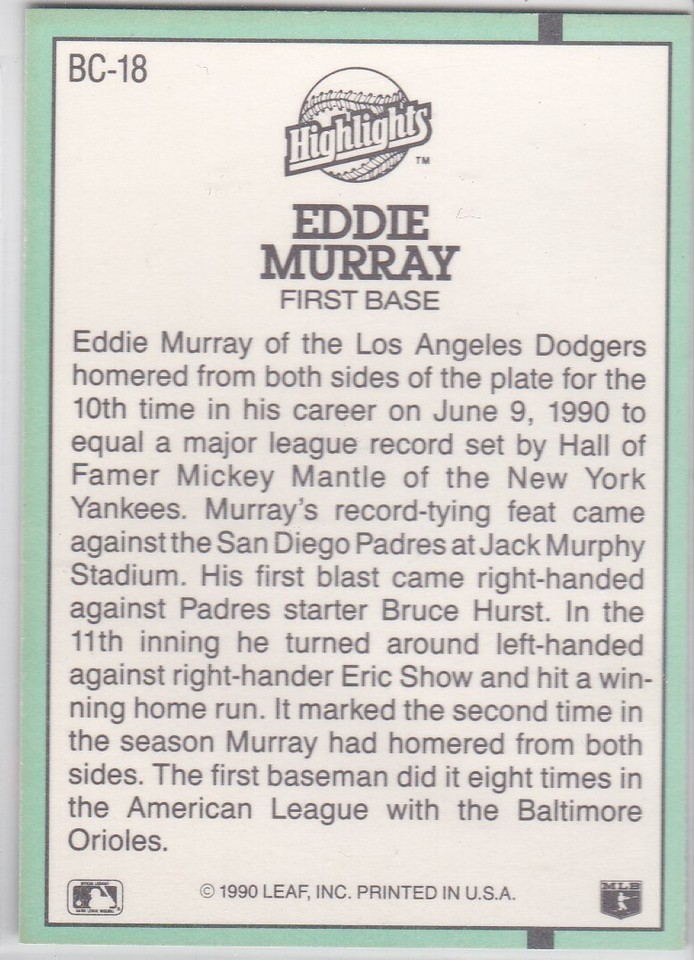 BC-18
Highlights
TM
EDDIE
MURRAY
FIRST BASE
Eddie Murray of the Los Angeles Dodgers
homered from both sides of the plate for the
10th time in his career on June 9, 1990 to
equal a major league record set by Hall of
Famer Mickey Mantle of the New York
Yankees. Murray's record-tying feat came
against the San Diego Padres at Jack Murphy
Stadium. His first blast came right-handed
against Padres starter Bruce Hurst. In the
11th inning he turned around left-handed
against right-hander Eric Show and hit a win-
ning home run. It marked the second time in
the season Murray had homered from both
sides. The first baseman did it eight times in
the American League with the Baltimore
Orioles.
© 1990 LEAF, INC. PRINTED IN U.S.A.
MLB